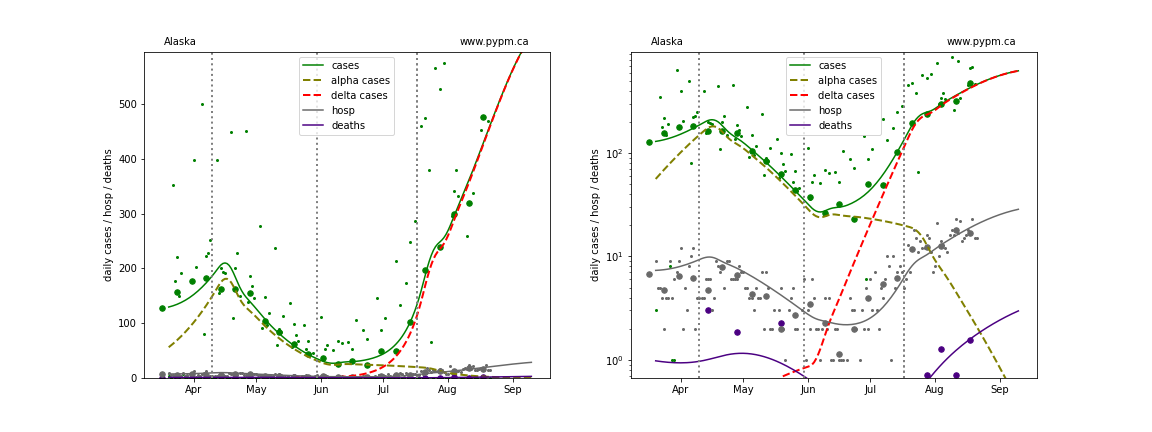 Alaska www.pypm.ca
daily cases / hosp / deaths
500
400
300
200
100
0
cases
alpha cases
delta cases
hosp
deaths
Apr May Jun Jul Aug Sep
Alaska www.pypm.ca
daily cases / hosp / deaths
10²
10¹
10⁰
cases
alpha cases
delta cases
hosp
deaths
Apr May Jun Jul Aug Sep